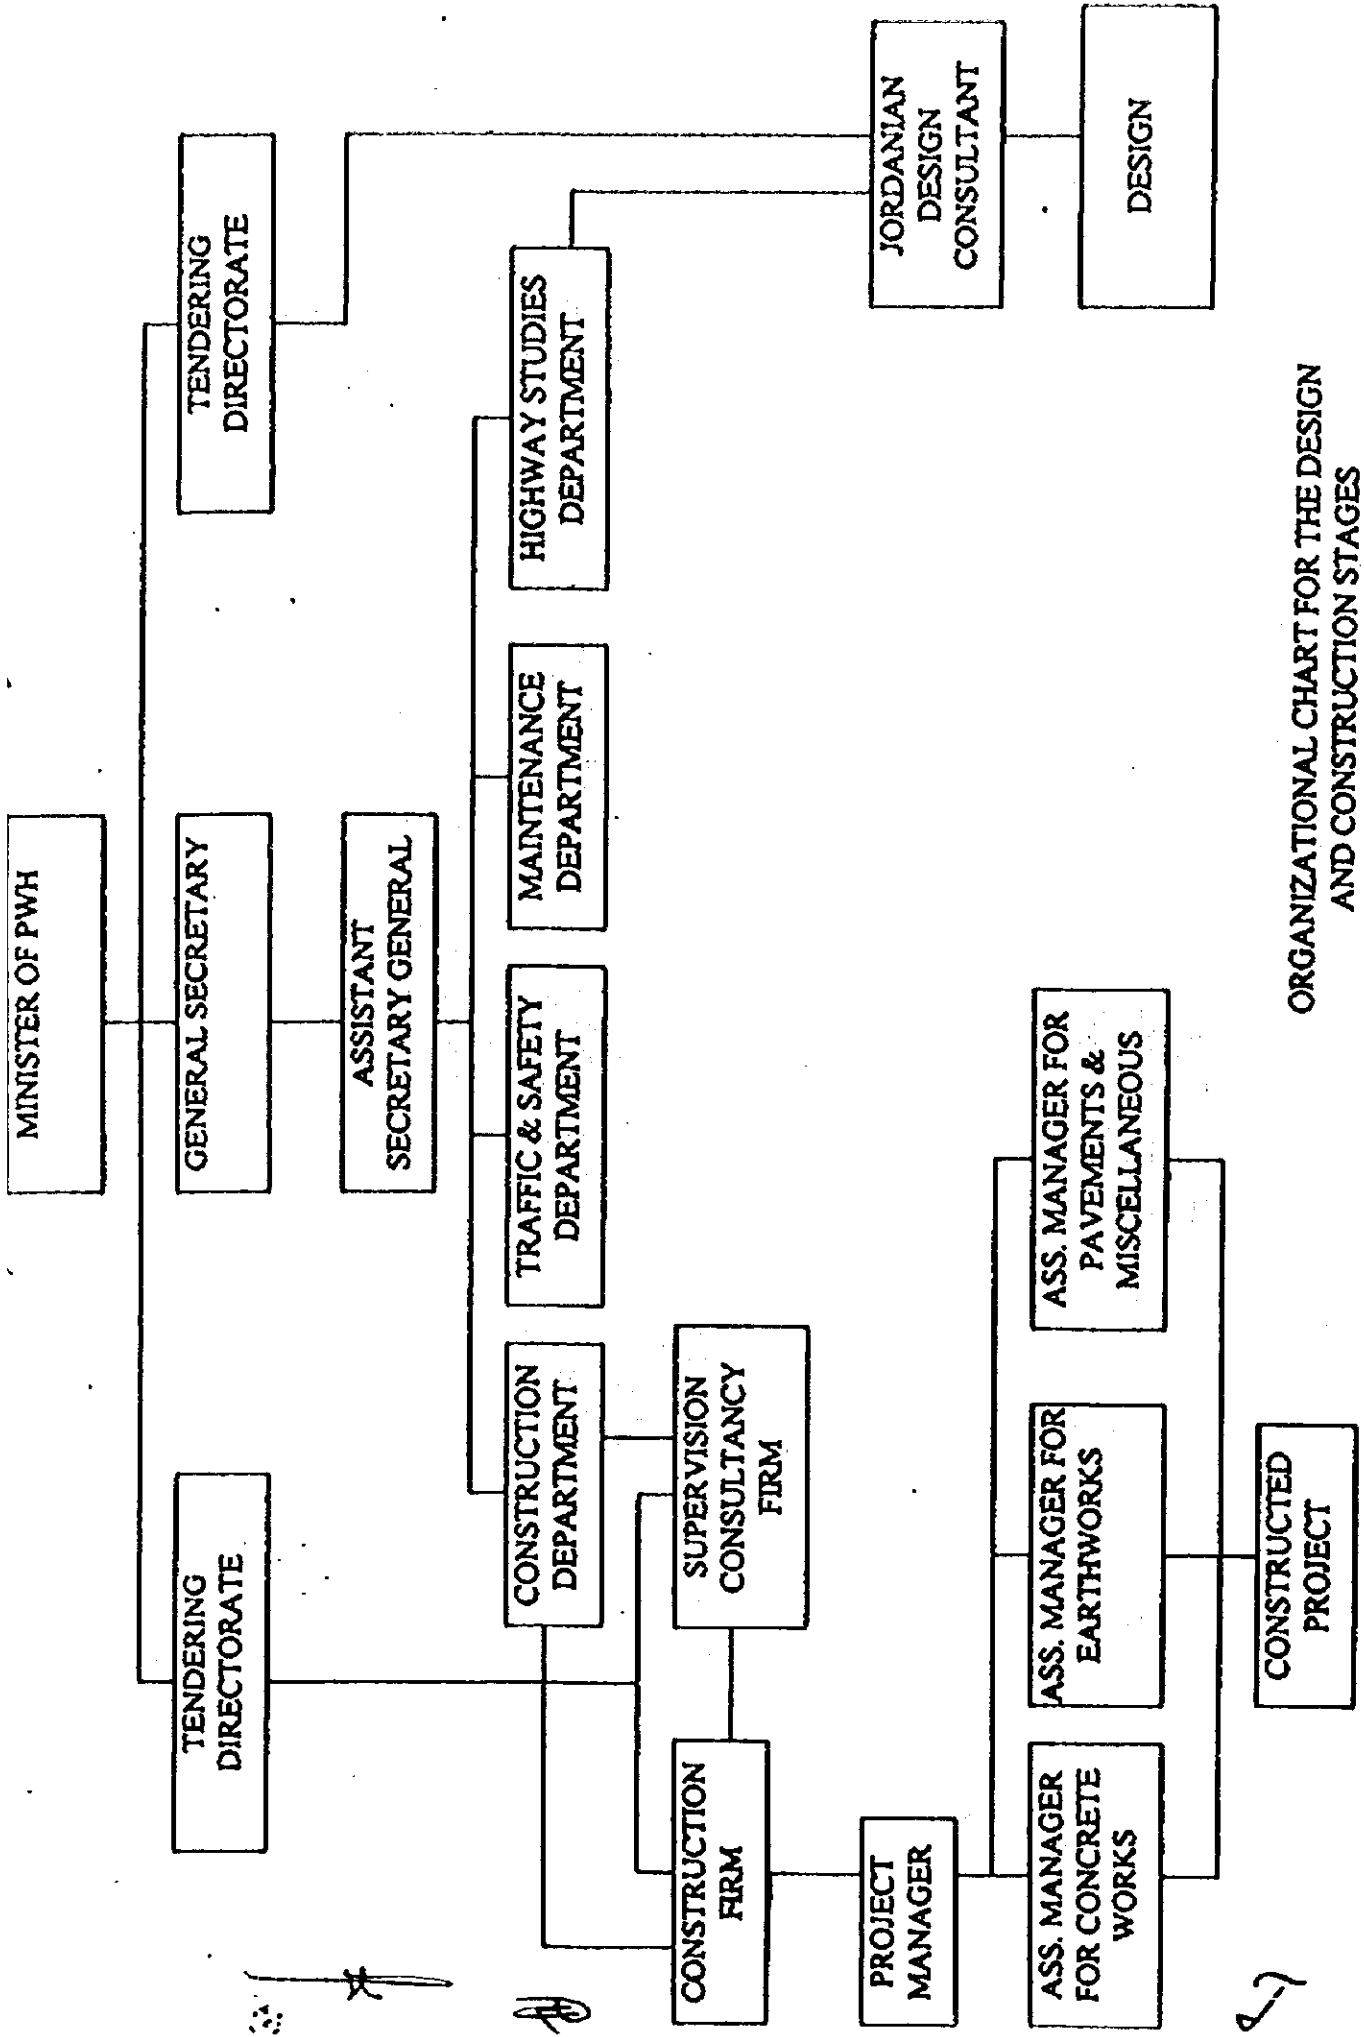 MINISTER OF PWH
TENDERING
DIRECTORATE
GENERAL SECRETARY
TENDERING
DIRECTORATE
ASSISTANT
SECRETARY GENERAL
CONSTRUCTION
DEPARTMENT
TRAFFIC & SAFETY
DEPARTMENT
MAINTENANCE
DEPARTMENT
HIGHWAY STUDIES
DEPARTMENT
CONSTRUCTION
FIRM
SUPERVISION
CONSULTANCY
FIRM
PROJECT
MANAGER
JORDANIAN
DESIGN
CONSULTANT
ASS. MANAGER
FOR CONCRETE
WORKS
ASS. MANAGER FOR
EARTHWORKS
ASS. MANAGER FOR
PAVEMENTS &
MISCELLANEOUS
DESIGN
CONSTRUCTED
PROJECT
ORGANIZATIONAL CHART FOR THE DESIGN
AND CONSTRUCTION STAGES